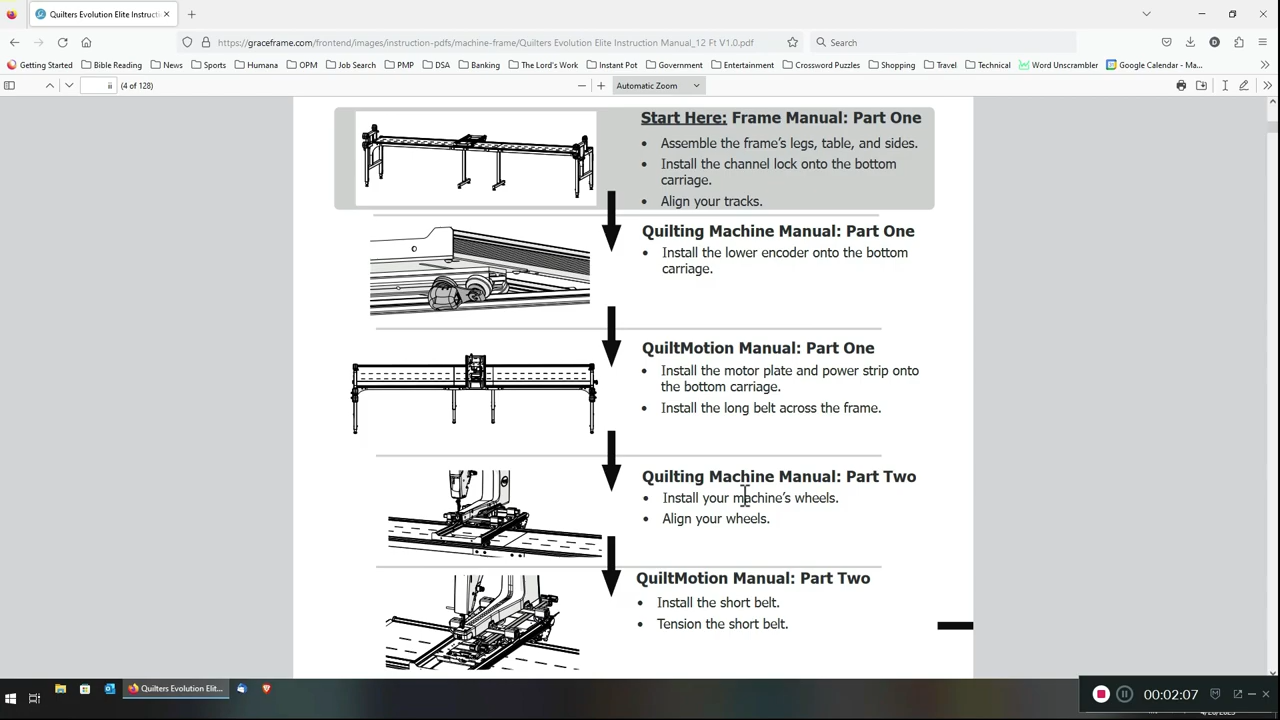 Quilters Evolution Elite Instruct
https://graceframe.com/frontend/images/instruction-pdfs/machine-frame/Quilters Evolution Elite Instruction Manual_12 Ft V1.0.pdf
Search
Getting Started Bible Reading News Sports Humana OPM Job Search PMP DSA Banking The Lord's Work Instant Pot Government Entertainment Crossword Puzzles Shopping Travel Technical Word Unscrambler Google Calendar - Ma...
ii (4 of 128) Automatic Zoom
Start Here: Frame Manual: Part One
• Assemble the frame's legs, table, and sides.
• Install the channel lock onto the bottom
carriage.
• Align your tracks.
Quilting Machine Manual: Part One
• Install the lower encoder onto the bottom
carriage.
QuiltMotion Manual: Part One
• Install the motor plate and power strip onto
the bottom carriage.
• Install the long belt across the frame.
Quilting Machine Manual: Part Two
• Install your machine's wheels.
• Align your wheels.
QuiltMotion Manual: Part Two
• Install the short belt.
• Tension the short belt.
Quilters Evolution Elit...
00:02:07